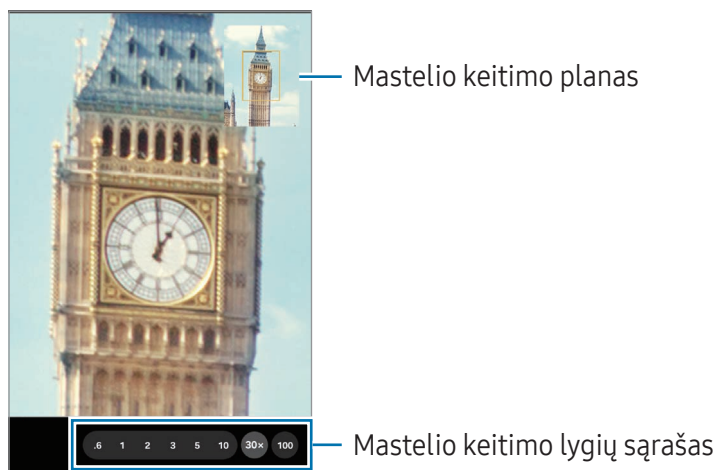 Mastelio keitimo planas
.6 1 2 3 5 10 30× 100
Mastelio keitimo lygių sąrašas